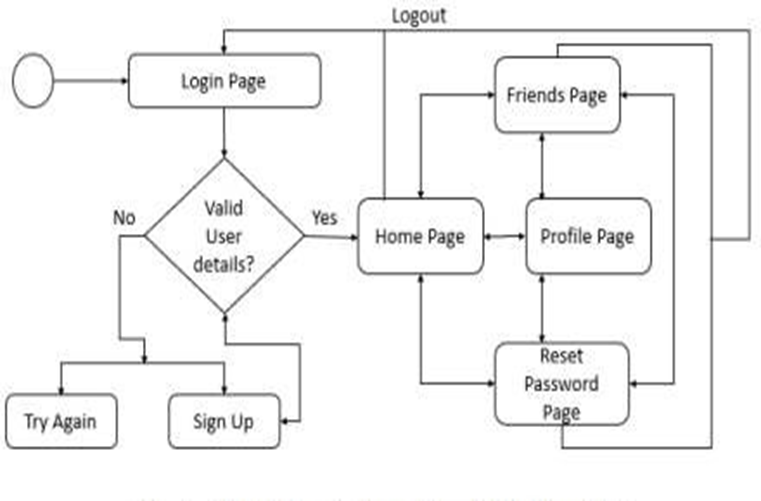 Logout
Login Page
Friends Page
Valid
User
details?
No
Yes
Home Page
Profile Page
Reset
Password
Page
Try Again
Sign Up